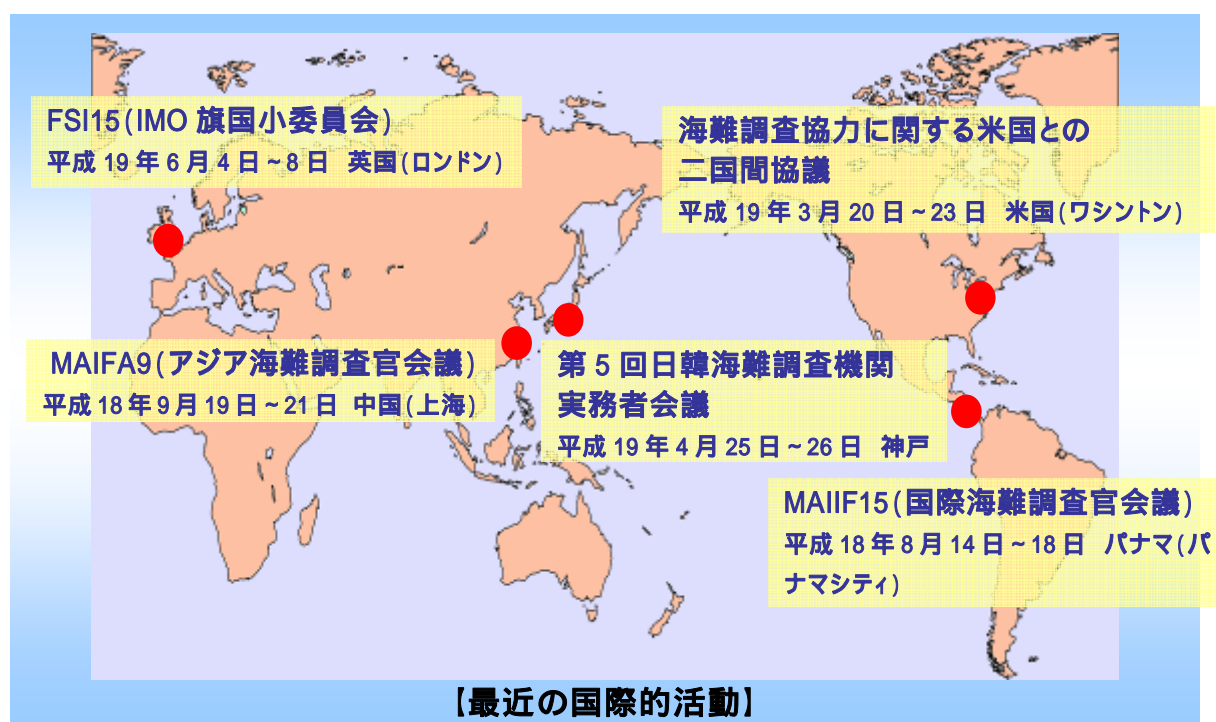 FSI15(IMO 旗国小委員会)
平成 19 年 6 月 4 日~8 日 英国(ロンドン)
海難調査協力に関する米国との
二国間協議
平成 19 年 3 月 20 日~23 日 米国(ワシントン)
MAIFA9(アジア海難調査官会議)
平成 18 年 9 月 19 日~21 日 中国(上海)
第 5 回日韓海難調査機関
実務者会議
平成 19 年 4 月 25 日~26 日 神戸
MAIIF15(国際海難調査官会議)
平成 18 年 8 月 14 日~18 日 パナマ(パ
ナマシティ)
【最近の国際的活動】